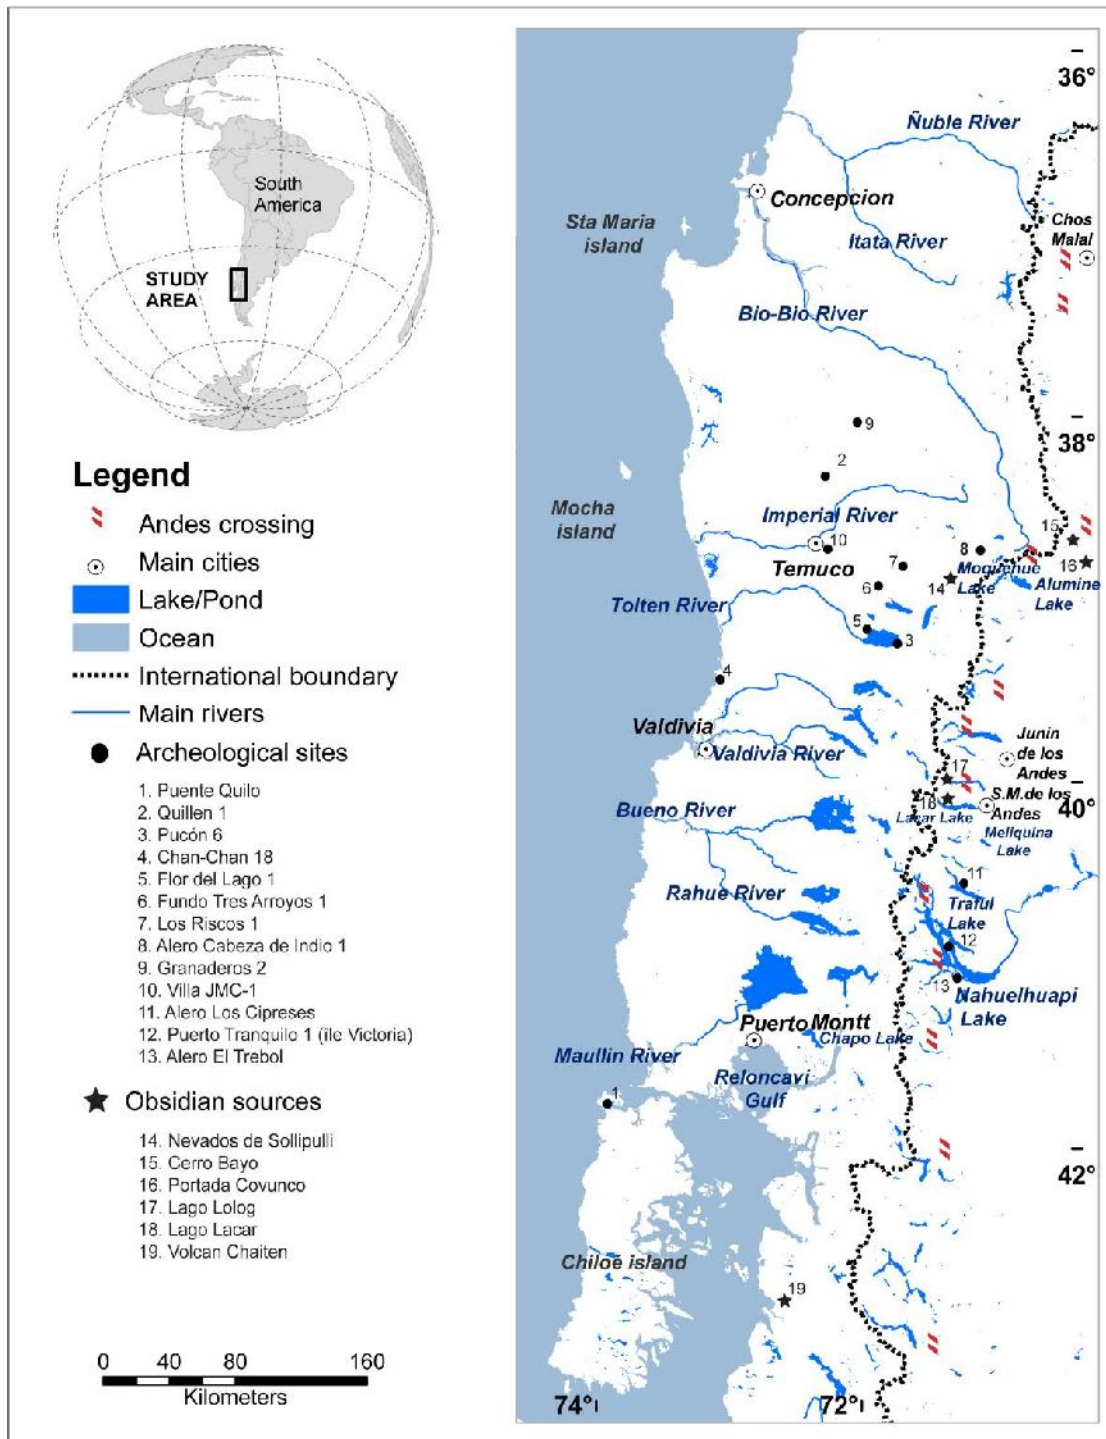 South
America
STUDY
AREA
Legend
Andes crossing
Main cities
Lake/Pond
Ocean
International boundary
Main rivers
Archeological sites
1. Puente Quilo
2. Quillen 1
3. Pucón 6
4. Chan-Chan 18
5. Flor del Lago 1
6. Fundo Tres Arroyos 1
7. Los Riscos 1
8. Alero Cabeza de Indio 1
9. Granaderos 2
10. Villa JMC-1
11. Alero Los Cipreses
12. Puerto Tranquilo 1 (île Victoria)
13. Alero El Trebol
Obsidian sources
14. Nevados de Sollipulli
15. Cerro Bayo
16. Portada Covunco
17. Lago Lolog
18. Lago Lacar
19. Volcan Chaiten
0 40 80 160
Kilometers
36°
Ñuble River
Concepcion
Sta Maria
island
Itata River
Chos
Malal
Bio-Bio River
38°
9
2
Mocha
island
Imperial River
10
Temuco
7
8
15
16
Moquehue
Lake
Alumine
Lake
14
6
Tolten River
5
3
4
Valdivia
Valdivia River
Junin
de los
Andes
17
S.M.de los
Andes
18
Lacar Lake
40°
Bueno River
Meliquina
Lake
Rahue River
11
Traful
Lake
12
13
Nahuelhuapi
Lake
Puerto Montt
Chapo Lake
Maullin River
Reloncavi
Gulf
1
42°
Chiloe island
19
74°
72°